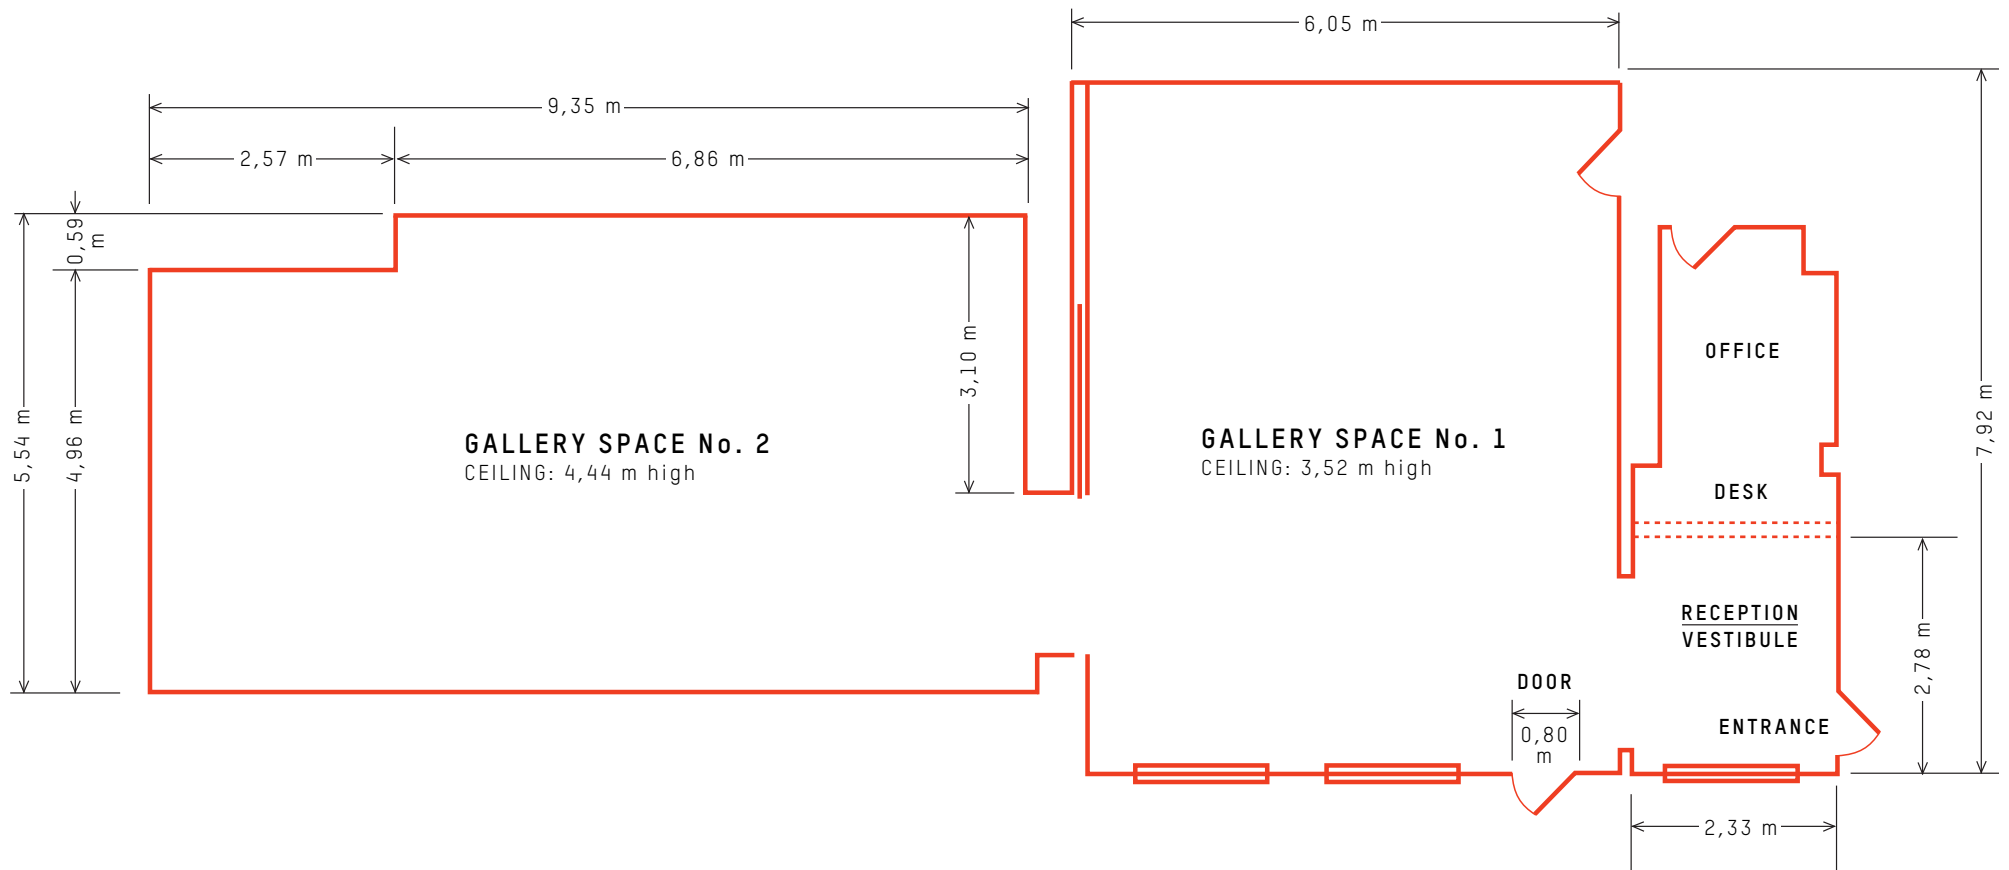 6,05 m
9,35 m
2,57 m
6,86 m
0,59
m
3,10 m
5,54 m
4,96 m
7,92 m
OFFICE
GALLERY SPACE No. 2
CEILING: 4,44 m high
GALLERY SPACE No. 1
CEILING: 3,52 m high
DESK
RECEPTION
VESTIBULE
2,78 m
DOOR
0,80
m
ENTRANCE
2,33 m